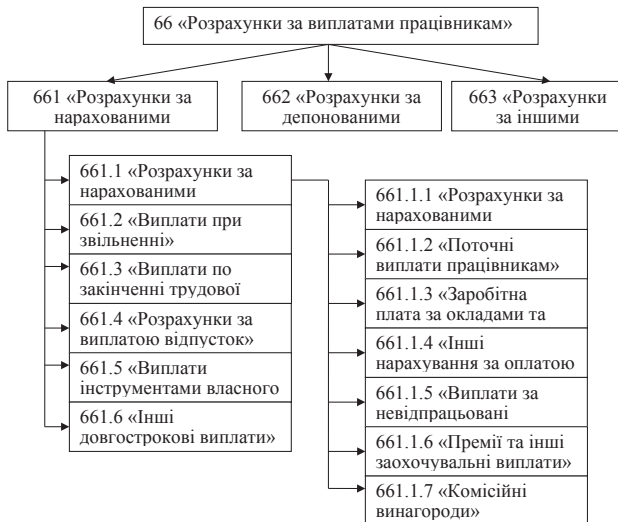 66 «Розрахунки за виплатами працівникам»
661 «Розрахунки за
нарахованими
662 «Розрахунки за
депонованими
663 «Розрахунки
за іншими
661.1 «Розрахунки за
нарахованими
661.2 «Виплати при
звільненні»
661.3 «Виплати по
закінченні трудової
661.4 «Розрахунки за
виплатою відпусток»
661.5 «Виплати
інструментами власного
661.6 «Інші
довгострокові виплати»
661.1.1 «Розрахунки за
нарахованими
661.1.2 «Поточні
виплати працівникам»
661.1.3 «Заробітна
плата за окладами та
661.1.4 «Інші
нарахування за оплатою
661.1.5 «Виплати за
невідпрацьовані
661.1.6 «Премії та інші
заохочувальні виплати»
661.1.7 «Комісійні
винагороди»